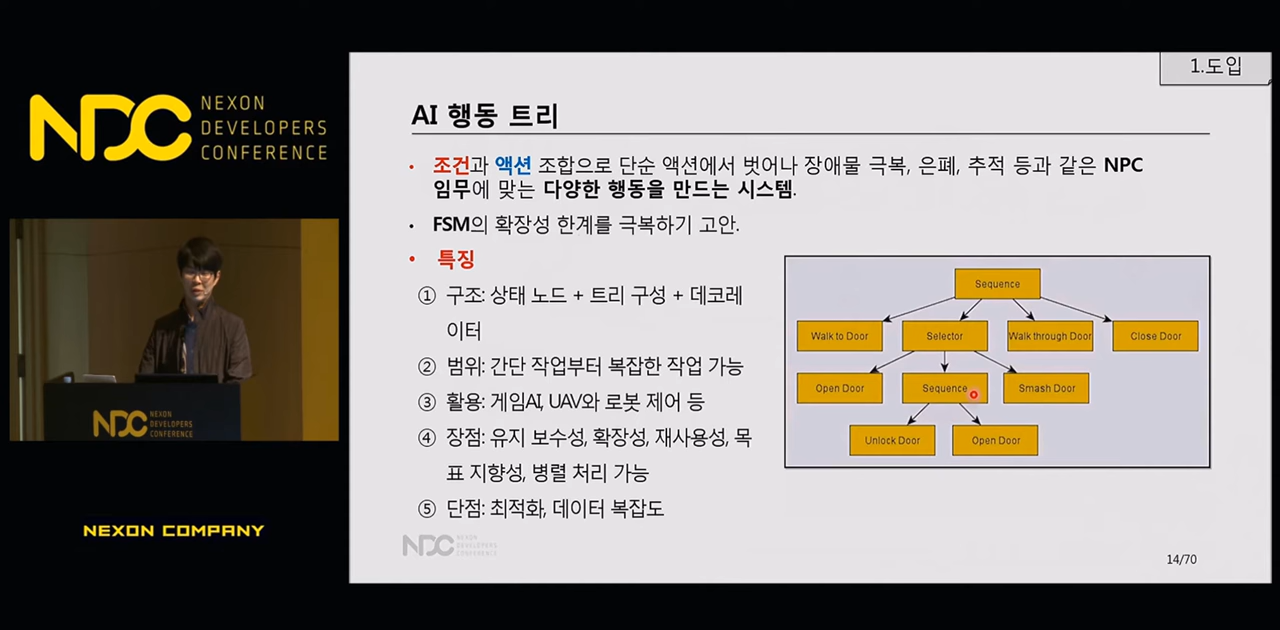 NDC
NEXON
DEVELOPERS
CONFERENCE
NDC
NEXON
DEVELOPERS
CONFERENCE
NEXON COMPANY
1.도입
AI 행동 트리
• 조건과 액션 조합으로 단순 액션에서 벗어나 장애물 극복, 은폐, 추적 등과 같은 NPC
임무에 맞는 다양한 행동을 만드는 시스템.
• FSM의 확장성 한계를 극복하기 고안.
• 특징
① 구조: 상태 노드 + 트리 구성 + 데코레
이터
② 범위: 간단 작업부터 복잡한 작업 가능
③ 활용: 게임AI, UAV와 로봇 제어 등
④ 장점: 유지 보수성, 확장성, 재사용성, 목
표 지향성, 병렬 처리 가능
⑤ 단점: 최적화, 데이터 복잡도
Sequence
Walk to Door
Selector
Walk through Door
Close Door
Open Door
Sequence
Smash Door
Unlock Door
Open Door
NDC
NEXON
DEVELOPERS
CONFERENCE
14/70